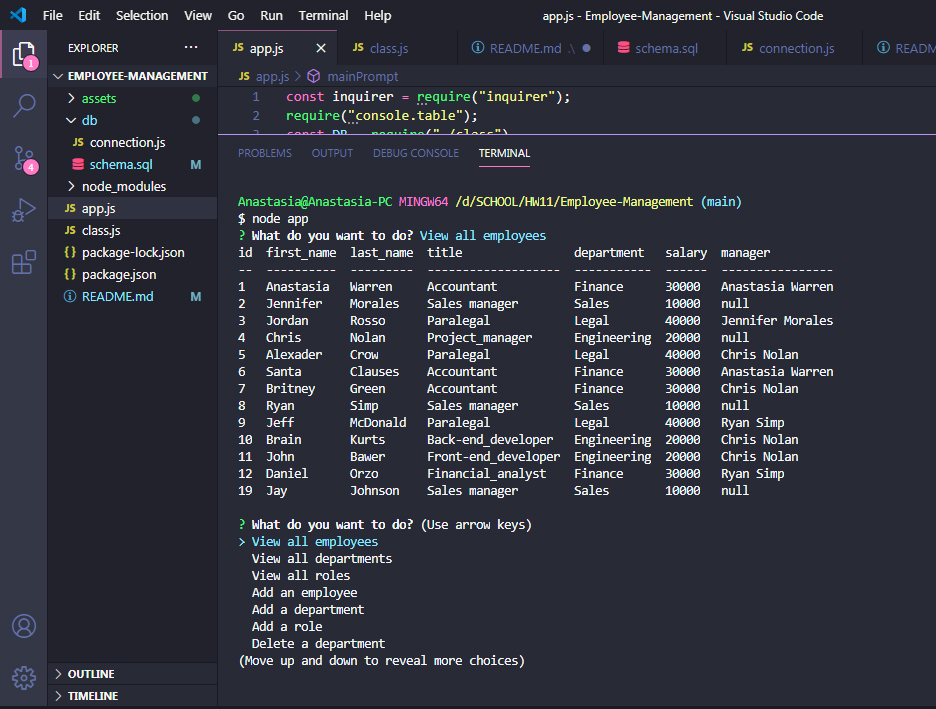 File Edit Selection View Go Run Terminal Help app.js - Employee-Management - Visual Studio Code
EXPLORER ···
1
4
EMPLOYEE-MANAGEMENT
assets
db
JS connection.js
schema.sql M
node_modules
JS app.js
JS class.js
{} package-lock.json
{} package.json
README.md M
OUTLINE
TIMELINE
JS app.js JS class.js README.md .\ schema.sql JS connection.js READM
JS app.js > mainPrompt
1 const inquirer = require("inquirer");
2 require("console.table");
3 const DB = require("./class")
PROBLEMS OUTPUT DEBUG CONSOLE TERMINAL
Anastasia@Anastasia-PC MINGW64 /d/SCHOOL/HW11/Employee-Management (main)
$ node app
? What do you want to do? View all employees
id first_name last_name title department salary manager
-- ---------- --------- ------------------- ----------- ------ ----------------
1 Anastasia Warren Accountant Finance 30000 Anastasia Warren
2 Jennifer Morales Sales manager Sales 10000 null
3 Jordan Rosso Paralegal Legal 40000 Jennifer Morales
4 Chris Nolan Project_manager Engineering 20000 null
5 Alexader Crow Paralegal Legal 40000 Chris Nolan
6 Santa Clauses Accountant Finance 30000 Anastasia Warren
7 Britney Green Accountant Finance 30000 Chris Nolan
8 Ryan Simp Sales manager Sales 10000 null
9 Jeff McDonald Paralegal Legal 40000 Ryan Simp
10 Brain Kurts Back-end_developer Engineering 20000 Chris Nolan
11 John Bawer Front-end_developer Engineering 20000 Chris Nolan
12 Daniel Orzo Financial_analyst Finance 30000 Ryan Simp
19 Jay Johnson Sales manager Sales 10000 null
? What do you want to do? (Use arrow keys)
> View all employees
View all departments
View all roles
Add an employee
Add a department
Add a role
Delete a department
(Move up and down to reveal more choices)